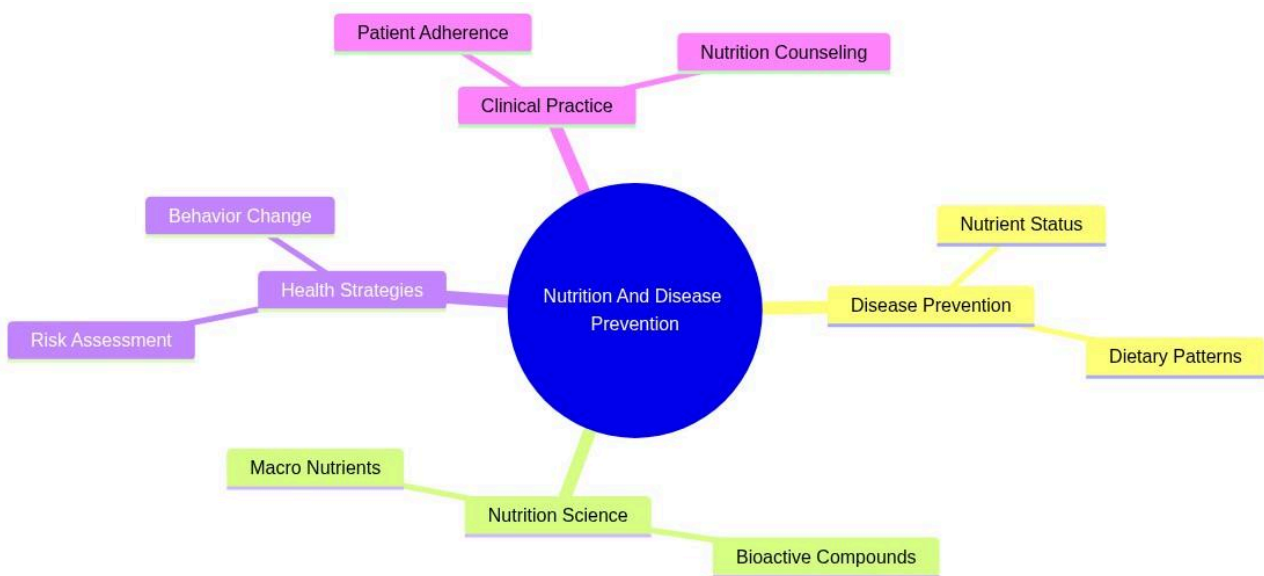 Patient Adherence
Nutrition Counseling
Clinical Practice
Behavior Change
Nutrient Status
Health Strategies
Nutrition And Disease
Prevention
Disease Prevention
Risk Assessment
Dietary Patterns
Macro Nutrients
Nutrition Science
Bioactive Compounds